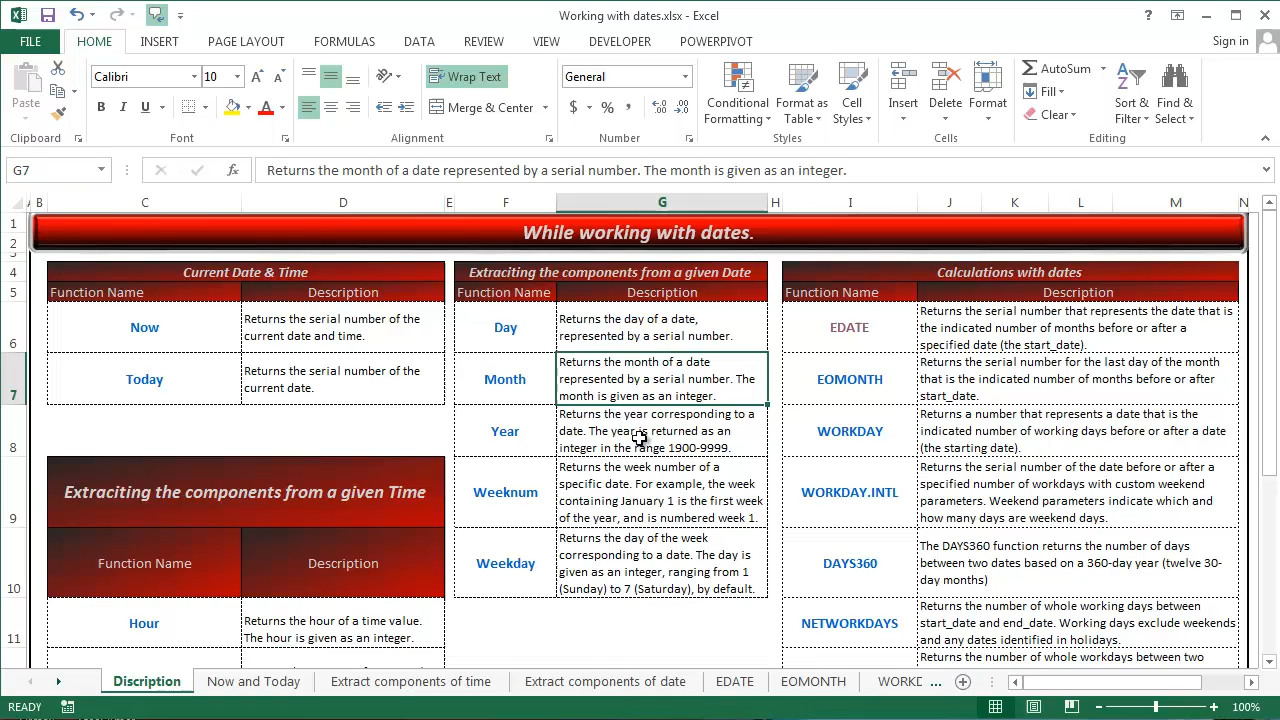 Working with dates.xlsx - Excel
FILE HOME INSERT PAGE LAYOUT FORMULAS DATA REVIEW VIEW DEVELOPER POWERPIVOT Sign in
Paste
Calibri 10
B I U
Wrap Text
Merge & Center
General
$ % ,
Conditional Formatting
Format as Table
Cell Styles
Insert Delete Format
AutoSum
Fill
Clear
Sort & Filter
Find & Select
Clipboard Font Alignment Number Styles Cells Editing
G7 fx Returns the month of a date represented by a serial number. The month is given as an integer.
A B C D E F G H I J K L M N
1
2
3
4
5
6
7
8
9
10
11
While working with dates.
Current Date & Time
Function Name Description
Now
Returns the serial number of the
current date and time.
Today
Returns the serial number of the
current date.
Extraciting the components from a given Time
Function Name Description
Hour
Returns the hour of a time value.
The hour is given as an integer.
Extraciting the components from a given Date
Function Name Description
Day
Returns the day of a date,
represented by a serial number.
Month
Returns the month of a date
represented by a serial number. The
month is given as an integer.
Year
Returns the year corresponding to a
date. The year is returned as an
integer in the range 1900-9999.
Weeknum
Returns the week number of a
specific date. For example, the week
containing January 1 is the first week
of the year, and is numbered week 1.
Weekday
Returns the day of the week
corresponding to a date. The day is
given as an integer, ranging from 1
(Sunday) to 7 (Saturday), by default.
Calculations with dates
Function Name Description
EDATE
Returns the serial number that represents the date that is
the indicated number of months before or after a
specified date (the start_date).
EOMONTH
Returns the serial number for the last day of the month
that is the indicated number of months before or after
start_date.
WORKDAY
Returns a number that represents a date that is the
indicated number of working days before or after a date
(the starting date).
WORKDAY.INTL
Returns the serial number of the date before or after a
specified number of workdays with custom weekend
parameters. Weekend parameters indicate which and
how many days are weekend days.
DAYS360
The DAYS360 function returns the number of days
between two dates based on a 360-day year (twelve 30-
day months)
NETWORKDAYS
Returns the number of whole working days between
start_date and end_date. Working days exclude weekends
and any dates identified in holidays.
Returns the number of whole workdays between two
Discription Now and Today Extract components of time Extract components of date EDATE EOMONTH WORKD ...
READY 100%